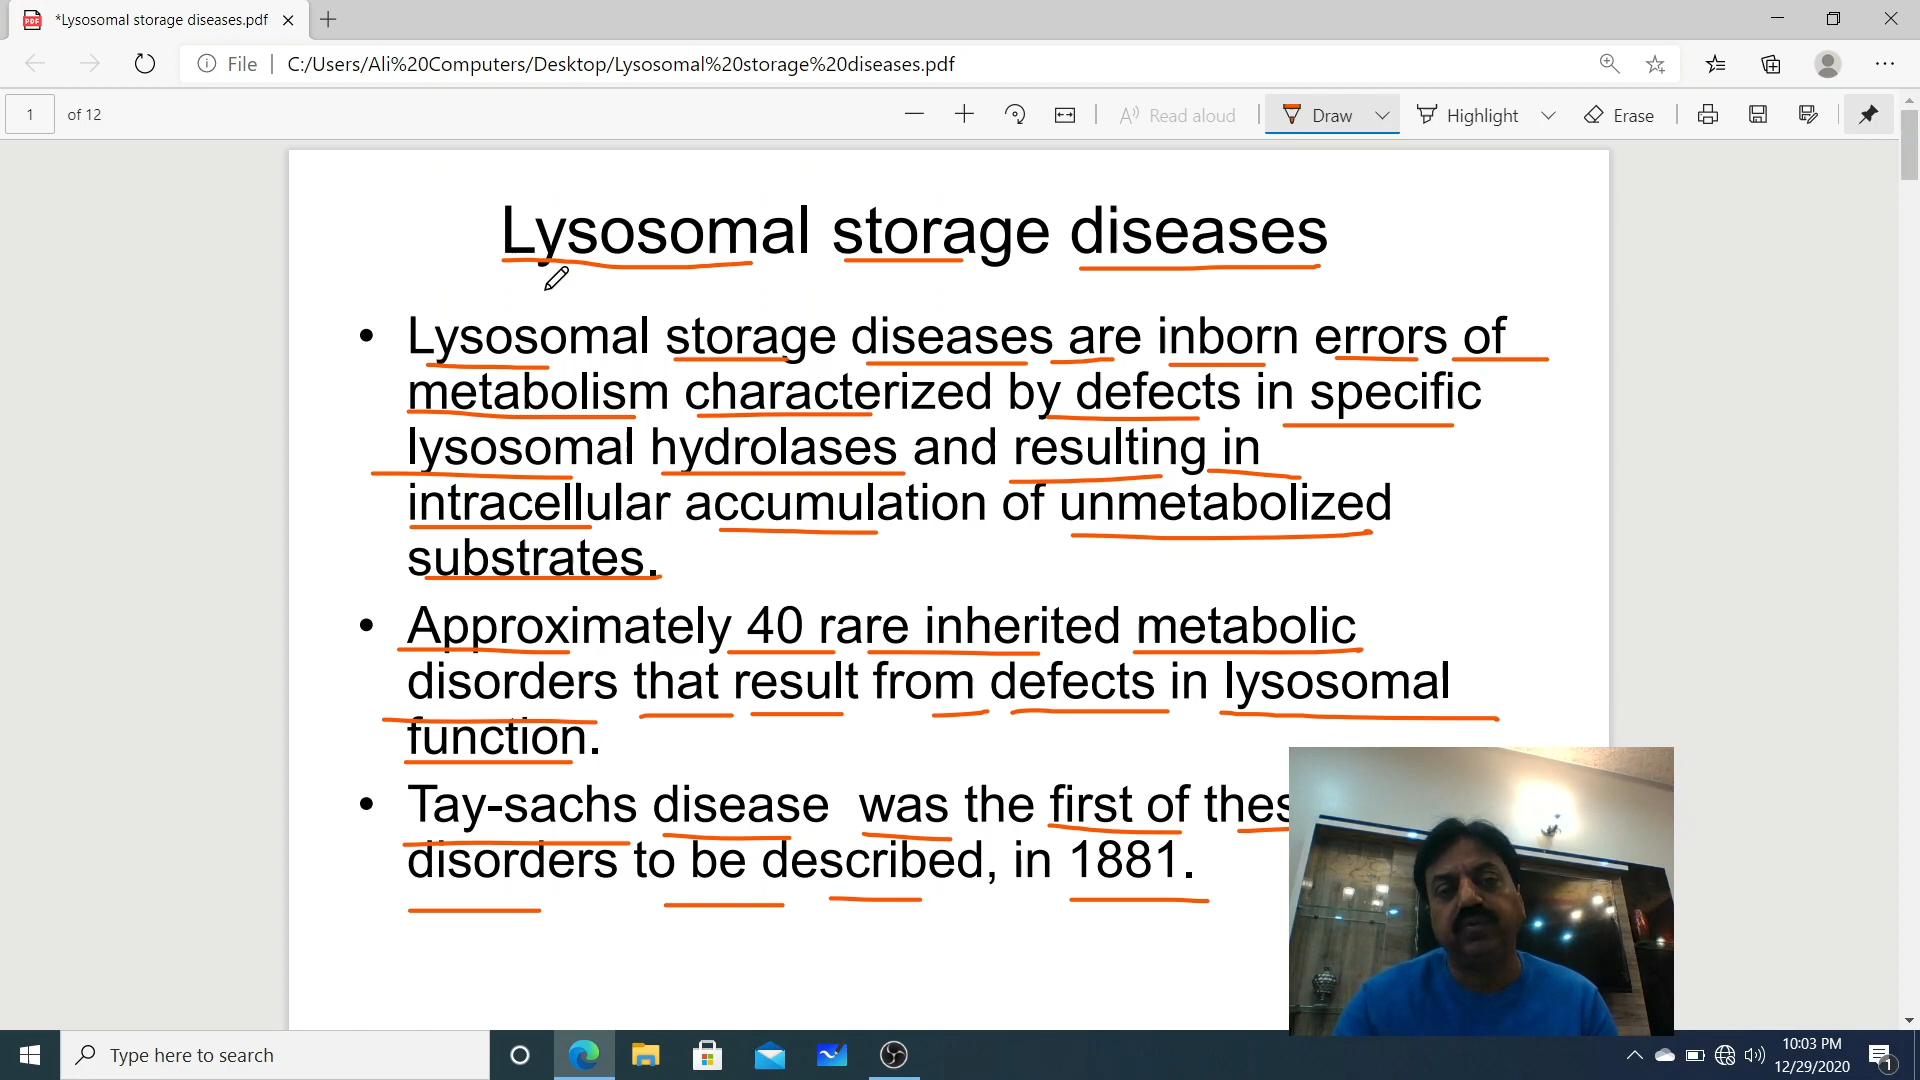 *Lysosomal storage diseases.pdf
File | C:/Users/Ali%20Computers/Desktop/Lysosomal%20storage%20diseases.pdf
1 of 12 Read aloud Draw Highlight Erase
Lysosomal storage diseases
• Lysosomal storage diseases are inborn errors of
metabolism characterized by defects in specific
lysosomal hydrolases and resulting in
intracellular accumulation of unmetabolized
substrates.
• Approximately 40 rare inherited metabolic
disorders that result from defects in lysosomal
function.
• Tay-sachs disease was the first of thes
disorders to be described, in 1881.
Type here to search
10:03 PM
12/29/2020
1